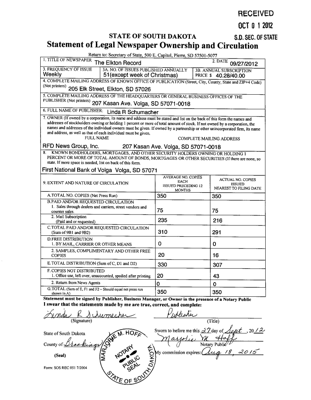 RECEIVED
OCT 01 2012
S.D. SEC. OF STATE
STATE OF SOUTH DAKOTA
Statement of Legal Newspaper Ownership and Circulation
Return to: Secretary of State, 500 E. Capitol, Pierre, SD 57501-5077
1. TITLE OF NEWSPAPER The Elkton Record
2. DATE 09/27/2012
3. FREQUENCY OF ISSUE Weekly
3A. NO. OF ISSUES PUBLISHED ANNUALLY 51(except week of Christmas)
3B. ANNUAL SUBSCRIPTION PRICE $ 40.26/40.00
4. COMPLETE MAILING ADDRESS OF KNOWN OFFICE OF PUBLICATION (Street, City, County, State and ZIP+4 Code) (Not printers)
205 Elk Street, Elkton, SD 57026
5. COMPLETE MAILING ADDRESS OF THE HEADQUARTERS OR GENERAL BUSINESS OFFICE OF THE PUBLISHER (Not printer)
207 Kasan Ave. Volga, SD 57071-0018
6. FULL NAME OF PUBLISHER: Linda R Schumacher
7. OWNER (If owned by a corporation, its name and address must be stated and list on the back of this form the names and
addresses of stockholders owning or holding 1 percent or more of total amount of stock. If not owned by a corporation, the
names and addresses of the individual owners must be given. If owned by a partnership or other unincorporated firm, its name
and address, as well as that of each individual must be given.
FULL NAME
COMPLETE MAILING ADDRESS
RFD News Group, Inc.
207 Kasan Ave. Volga, SD 57071-0018
8. KNOWN BONDHOLDERS, MORTGAGES, AND OTHER SECURITY HOLDERS OWNING OR HOLDING 1
PERCENT OR MORE OF TOTAL AMOUNT OF BONDS, MORTGAGES OR OTHER SECURITIES (If there are none, so
state. If more space is needed, list on back of this form.
First National Bank of Volga Volga, SD 57071
9. EXTENT AND NATURE OF CIRCULATION
AVERAGE NO. COPIES EACH ISSUED PRECEDING 12 MONTHS
ACTUAL NO. COPIES ISSUED NEAREST TO FILING DATE
A.TOTAL NO. COPIES (Net Press Run) 350 350
B.PAID AND/OR REQUESTED CIRCULATION
1. Sales through dealers and carriers, street vendors and counter sales 75 75
2. Mail Subscription (Paid and or requested) 235 216
C.TOTAL PAID AND/OR REQUESTED CIRCULATION (Sum of 9B1 and 9B2) 310 291
D.FREE DISTRIBUTION
1. BY MAIL, CARRIER OR OTHER MEANS 0 0
2. SAMPLES, COMPLIMENTARY AND OTHER FREE COPIES 20 16
E.TOTAL DISTRIBUTION (Sum of C, D1 and D2) 330 307
F. COPIES NOT DISTRIBUTED
1. Office use, left over, unaccounted, spoiled after printing 20 43
2. Return from News Agents 0 0
G.TOTAL (Sum of E, F1 and F2 - Should equal net press run shown in A) 350 350
Statement must be signed by Publisher, Business Manager, or Owner in the presence of a Notary Public
I swear that the statements made by me are true, correct, and complete:
Linda R Schumacher Publisher
(Signature) (Title)
State of South Dakota
County of Brookings
(Seal)
Form: SOS REC 051 7/2004
MARJORIE M. HOFF
NOTARY PUBLIC
SEAL
STATE OF SOUTH DAKOTA
Sworn to before me this 27 day of Sept, 2012
Marjorie M Hoff
Notary Public
My commission expires: Aug 18, 2015